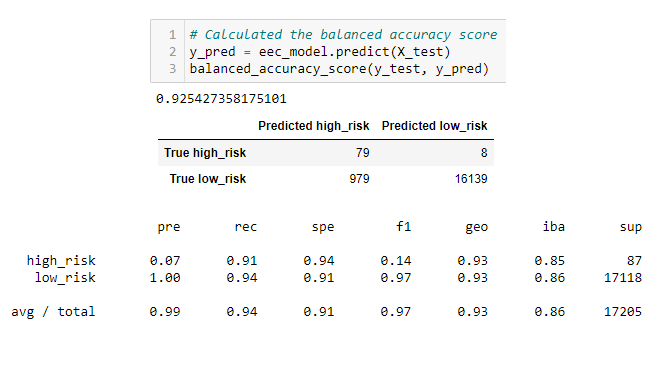 1 # Calculated the balanced accuracy score
2 y_pred = eec_model.predict(X_test)
3 balanced_accuracy_score(y_test, y_pred)
0.925427358175101
Predicted high_risk Predicted low_risk
True high_risk 79 8
True low_risk 979 16139
pre rec spe f1 geo iba sup
high_risk 0.07 0.91 0.94 0.14 0.93 0.85 87
low_risk 1.00 0.94 0.91 0.97 0.93 0.86 17118
avg / total 0.99 0.94 0.91 0.97 0.93 0.86 17205